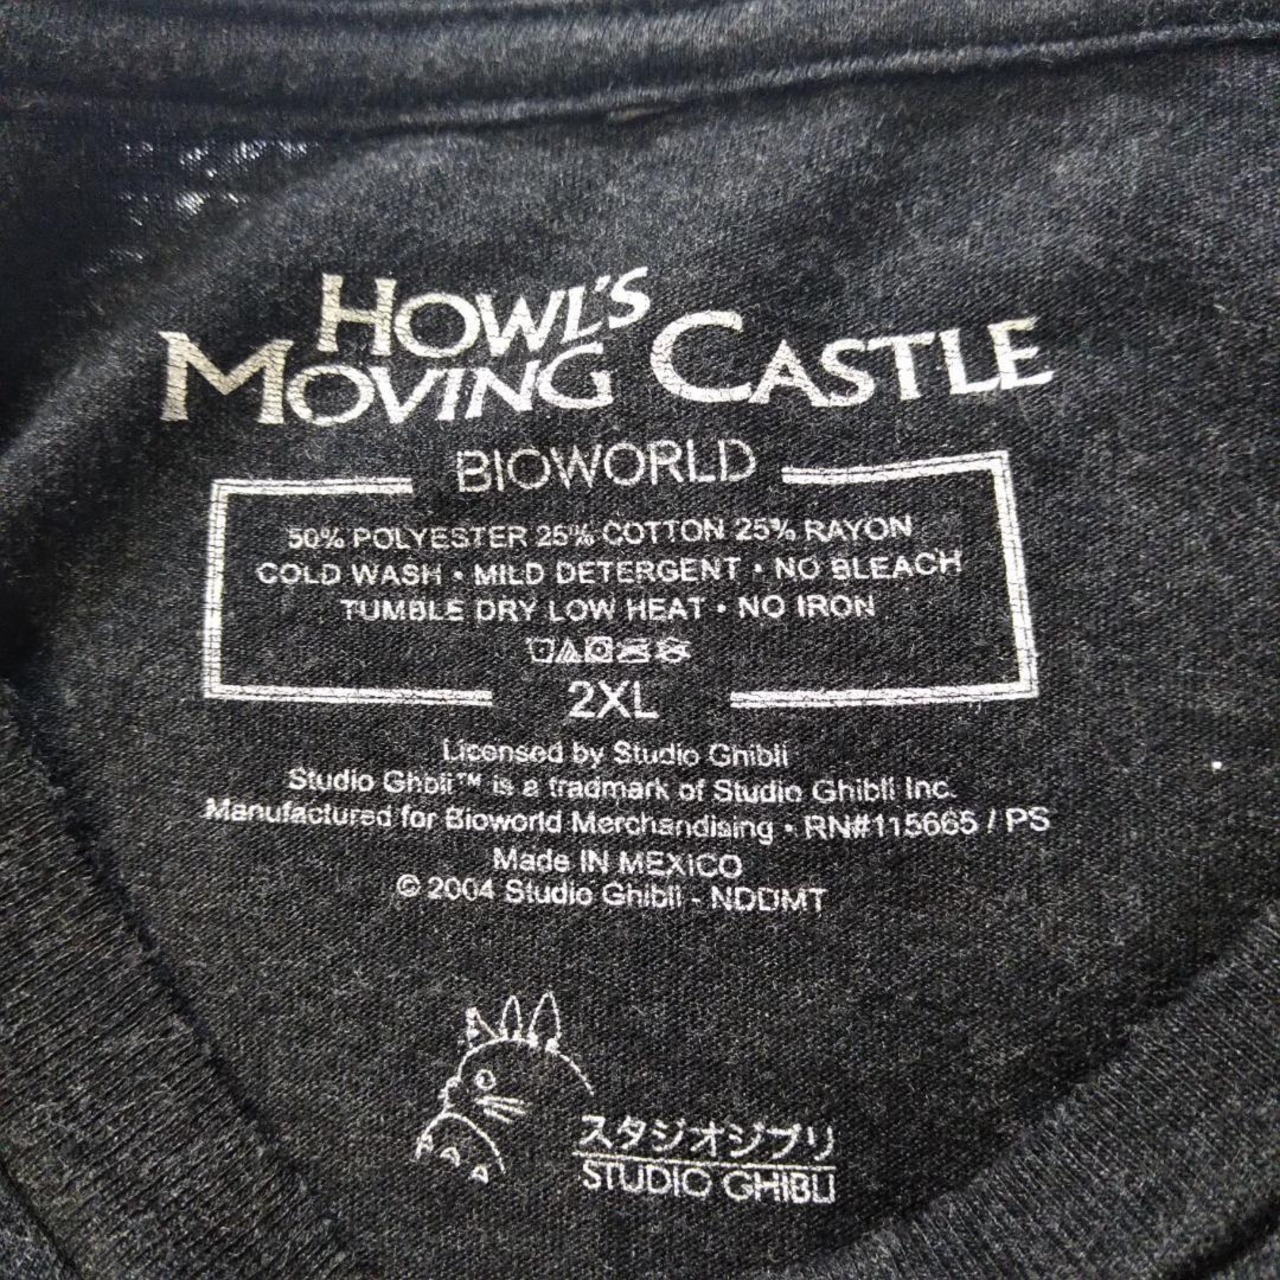 HOWL'S
MOVING CASTLE
BIOWORLD
50% POLYESTER 25% COTTON 25% RAYON
COLD WASH • MILD DETERGENT • NO BLEACH
TUMBLE DRY LOW HEAT • NO IRON
2XL
Licensed by Studio Ghibli
Studio Ghibli™ is a tradmark of Studio Ghibli Inc.
Manufactured for Bioworld Merchandising • RN#115665 / PS
Made IN MEXICO
© 2004 Studio Ghibli - NDDMT
スタジオジブリ
STUDIO GHIBLI